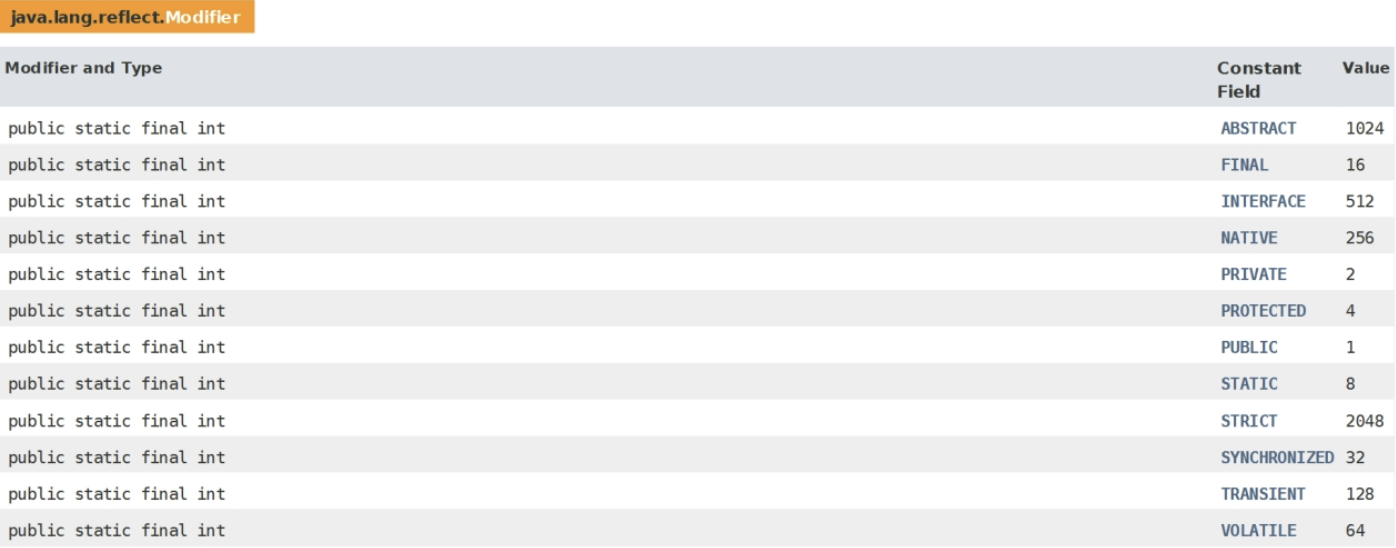 java.lang.reflect.Modifier
Modifier and Type Constant Field Value
public static final int ABSTRACT 1024
public static final int FINAL 16
public static final int INTERFACE 512
public static final int NATIVE 256
public static final int PRIVATE 2
public static final int PROTECTED 4
public static final int PUBLIC 1
public static final int STATIC 8
public static final int STRICT 2048
public static final int SYNCHRONIZED 32
public static final int TRANSIENT 128
public static final int VOLATILE 64